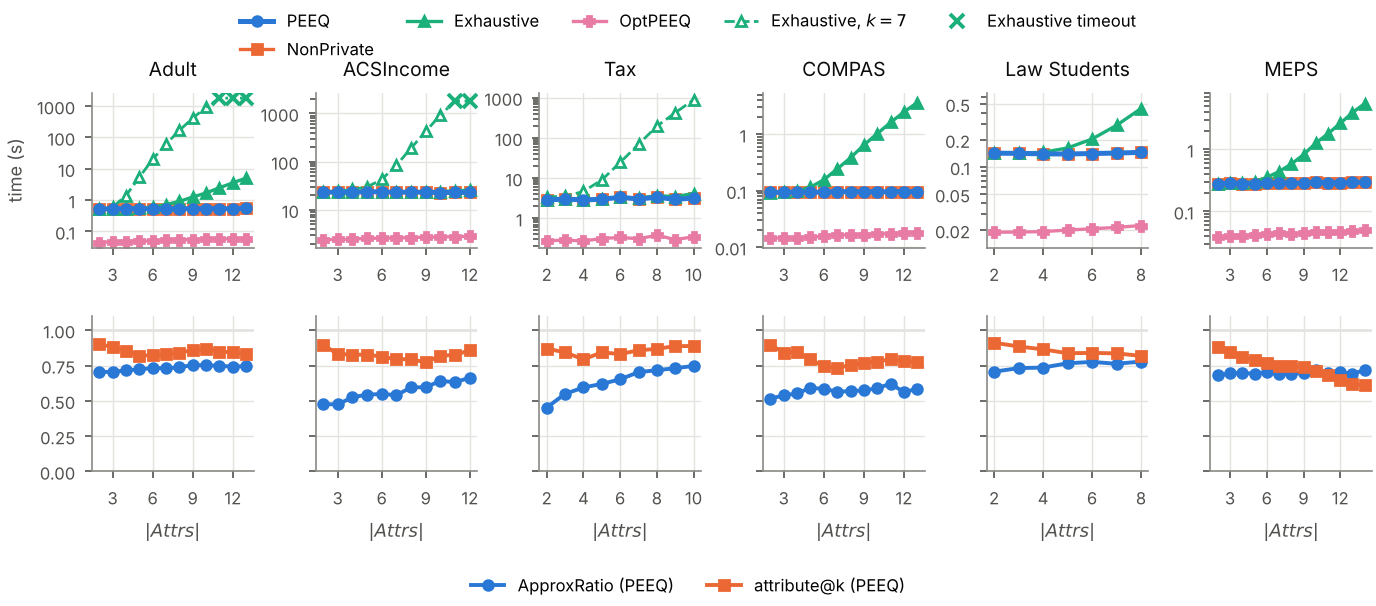 PEEQ Exhaustive OptPEEQ Exhaustive, k = 7 Exhaustive timeout
NonPrivate
Adult ACSIncome Tax COMPAS Law Students MEPS
time (s)
1000
100
10
1
0.1
3 6 9 12
1000
100
10
3 6 9 12
1000
100
10
1
2 4 6 8 10
1
0.1
0.01
3 6 9 12
0.5
0.2
0.1
0.05
0.02
2 4 6 8
1
0.1
3 6 9 12
1.00
0.75
0.50
0.25
0.00
3 6 9 12
3 6 9 12
2 4 6 8 10
3 6 9 12
2 4 6 8
3 6 9 12
|Attrs| |Attrs| |Attrs| |Attrs| |Attrs| |Attrs|
ApproxRatio (PEEQ) attribute@k (PEEQ)